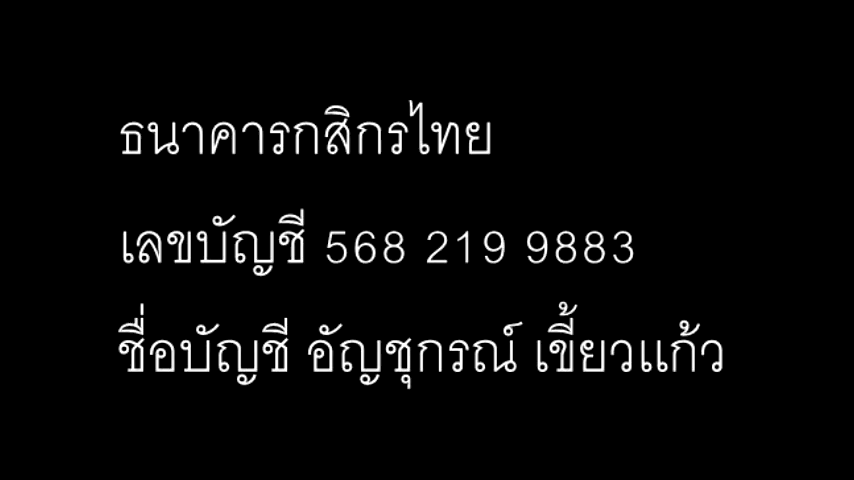 ธนาคารกสิกรไทย
เลขบัญชี 568 219 9883
ชื่อบัญชี อัญชุกรณ์ เขี้ยวแก้ว